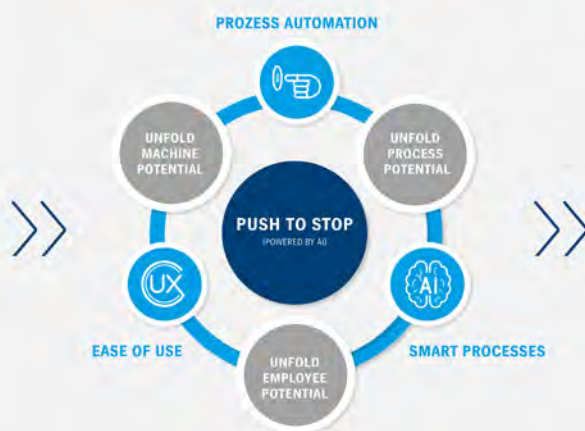 PROZESS AUTOMATION
UNFOLD
MACHINE
POTENTIAL
UNFOLD
PROCESS
POTENTIAL
PUSH TO STOP
(POWERED BY AI)
UX
AI
EASE OF USE
SMART PROCESSES
UNFOLD
EMPLOYEE
POTENTIAL